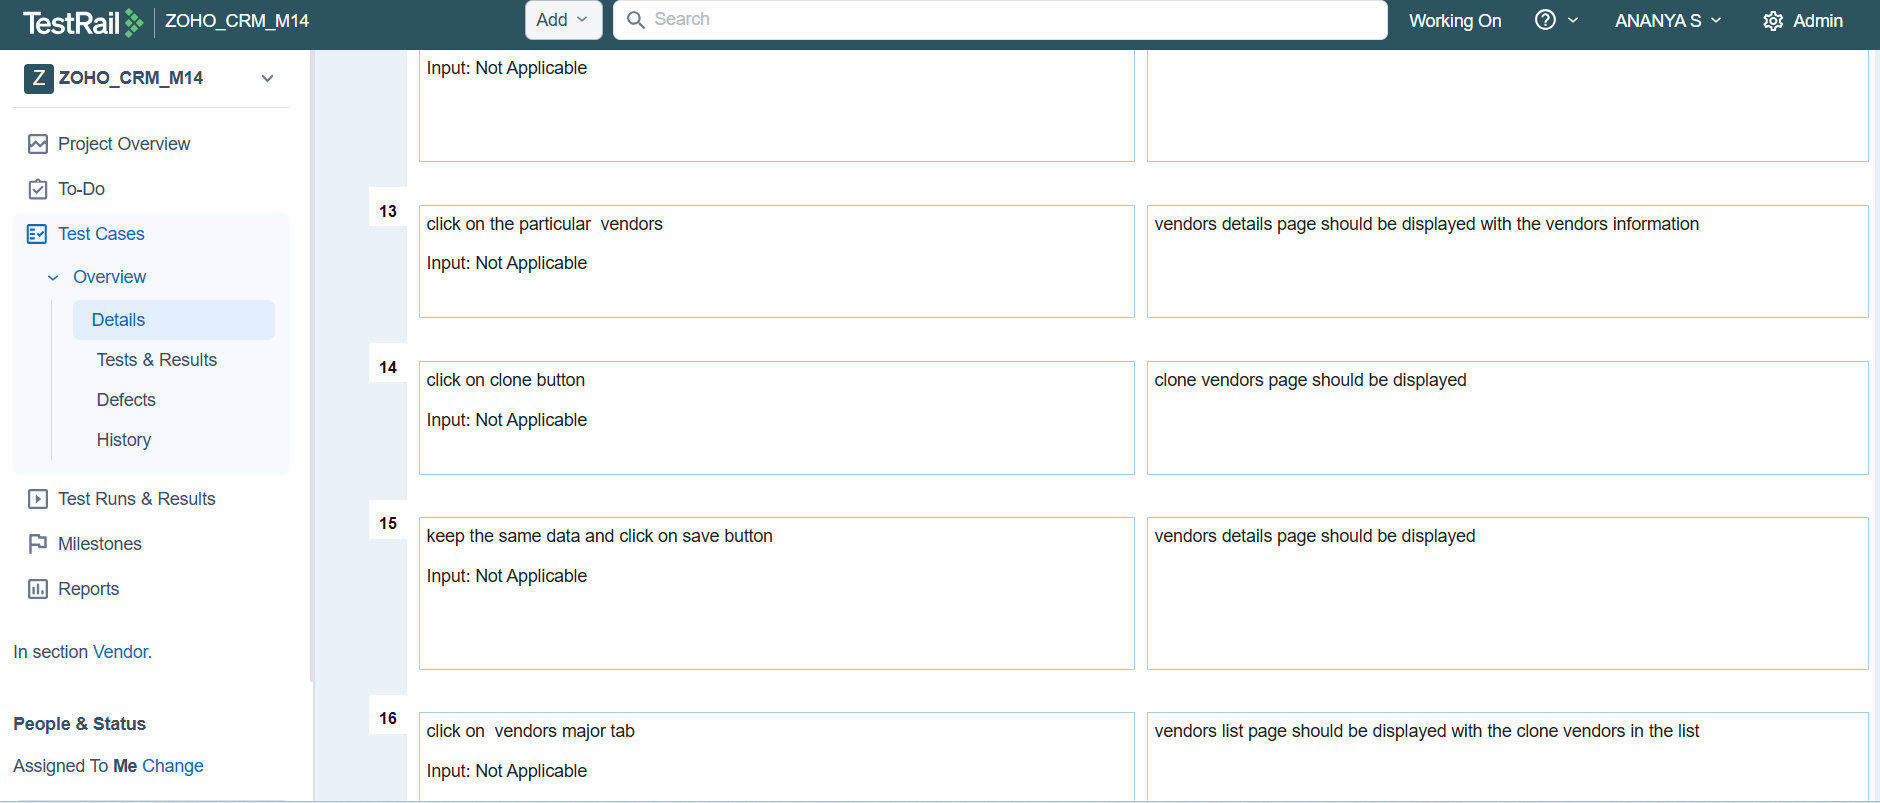 TestRail ZOHO_CRM_M14 Add Search Working On ANANYA S Admin
Z ZOHO_CRM_M14
Project Overview
To-Do
Test Cases
Overview
Details
Tests & Results
Defects
History
Test Runs & Results
Milestones
Reports
In section Vendor.
People & Status
Assigned To Me Change
Input: Not Applicable
13
click on the particular  vendors
Input: Not Applicable
vendors details page should be displayed with the vendors information
14
click on clone button
Input: Not Applicable
clone vendors page should be displayed
15
keep the same data and click on save button
Input: Not Applicable
vendors details page should be displayed
16
click on  vendors major tab
Input: Not Applicable
vendors list page should be displayed with the clone vendors in the list